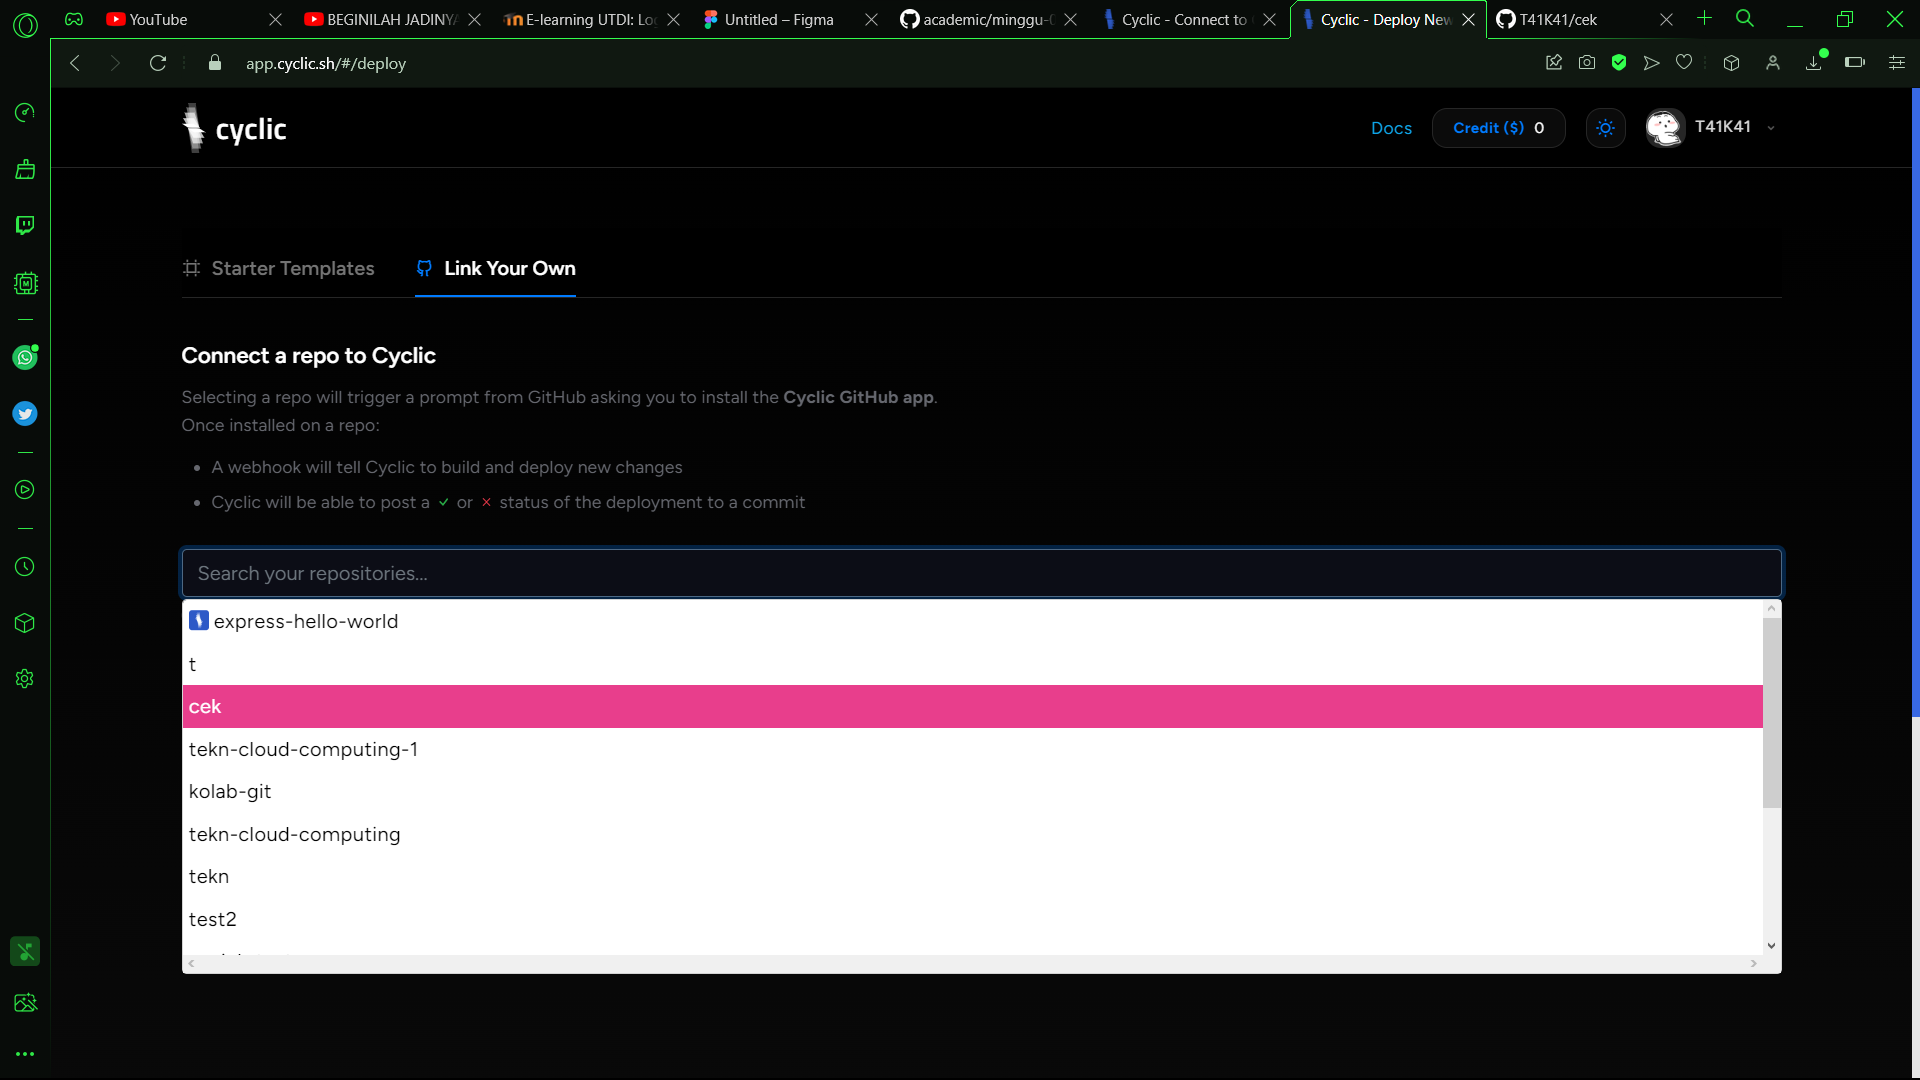 YouTube
BEGINILAH JADINYA
E-learning UTDI: Lo
Untitled – Figma
academic/minggu-0
Cyclic - Connect to
Cyclic - Deploy New
T41K41/cek
app.cyclic.sh/#/deploy
cyclic
Docs
Credit ($) 0
T41K41
Starter Templates
Link Your Own
Connect a repo to Cyclic
Selecting a repo will trigger a prompt from GitHub asking you to install the Cyclic GitHub app.
Once installed on a repo:
A webhook will tell Cyclic to build and deploy new changes
Cyclic will be able to post a ✓ or × status of the deployment to a commit
Search your repositories...
express-hello-world
t
cek
tekn-cloud-computing-1
kolab-git
tekn-cloud-computing
tekn
test2